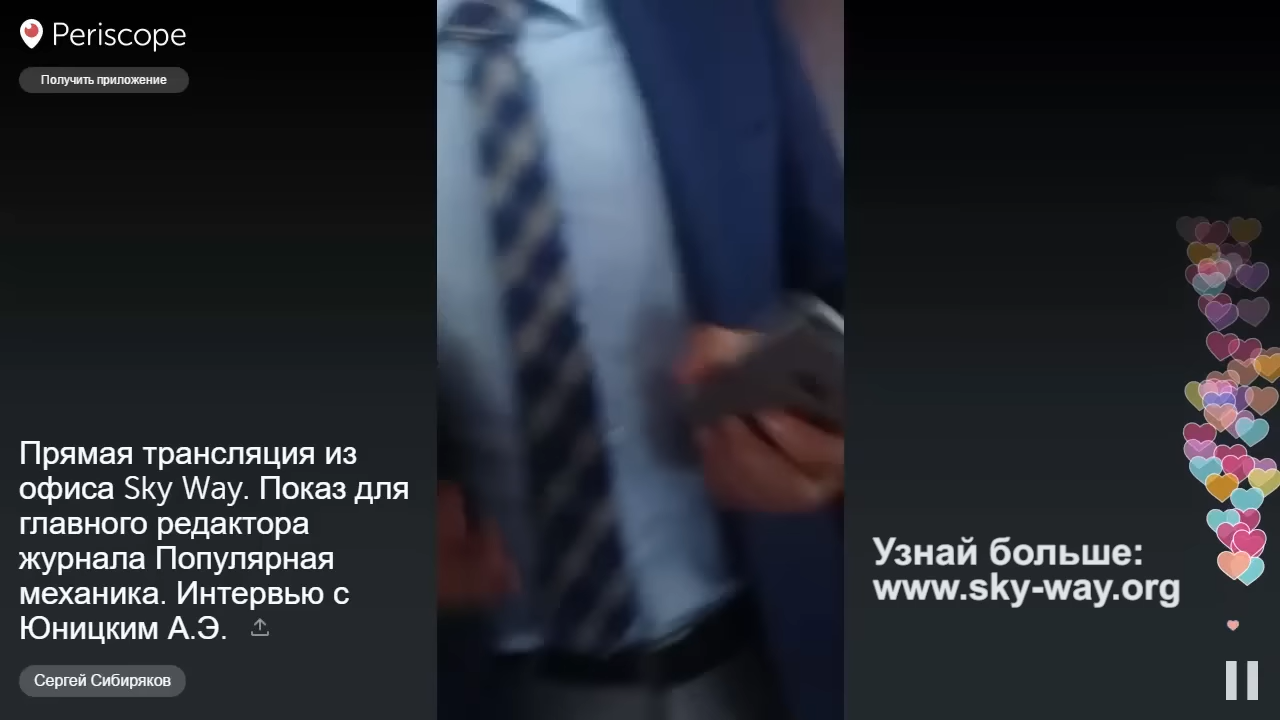 Periscope
Получить приложение
Прямая трансляция из
офиса Sky Way. Показ для
главного редактора
журнала Популярная
механика. Интервью с
Юницким А.Э.
Сергей Сибиряков
Узнай больше:
www.sky-way.org